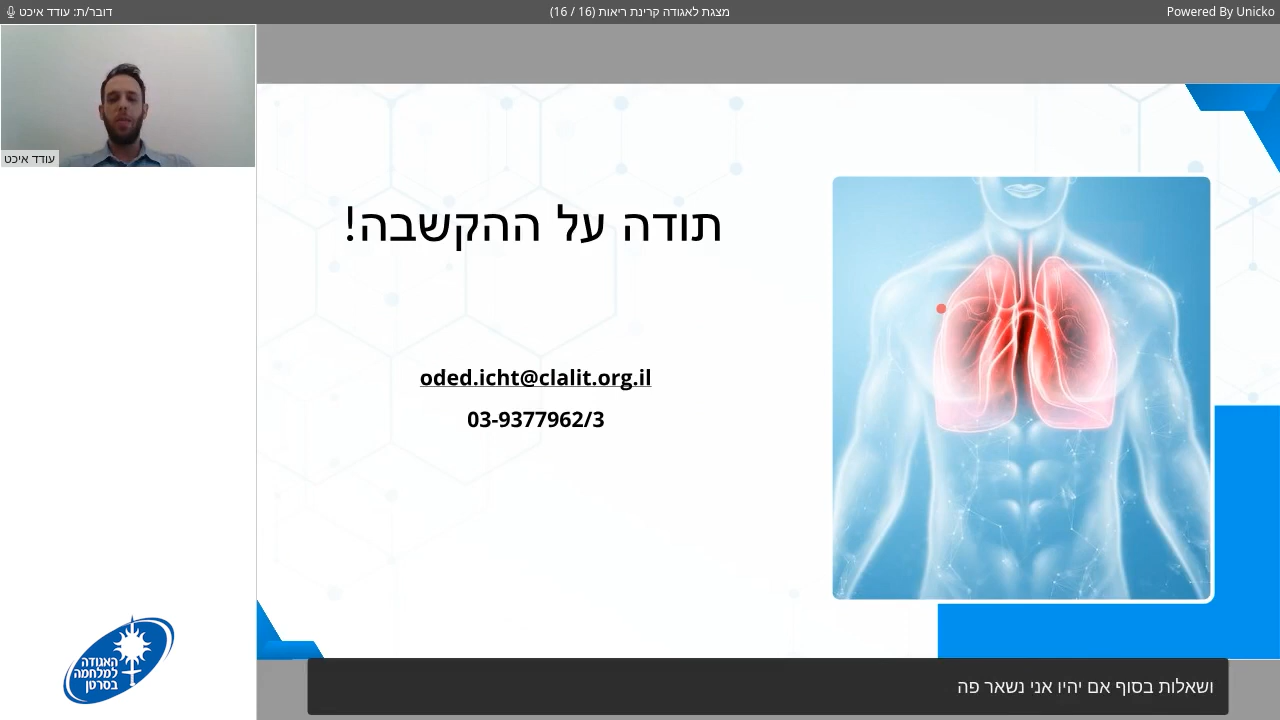 דובר/ת: עודד איכט
מצגת לאגודה קרינת ריאות (16 / 16)
Powered By Unicko
עודד איכט
תודה על ההקשבה!
oded.icht@clalit.org.il
03-9377962/3
האגודה
למלחמה
בסרטן
ושאלות בסוף אם יהיו אני נשאר פה